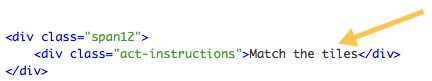 <div class="span12">
    <div class="act-instructions">Match the tiles</div>
</div>